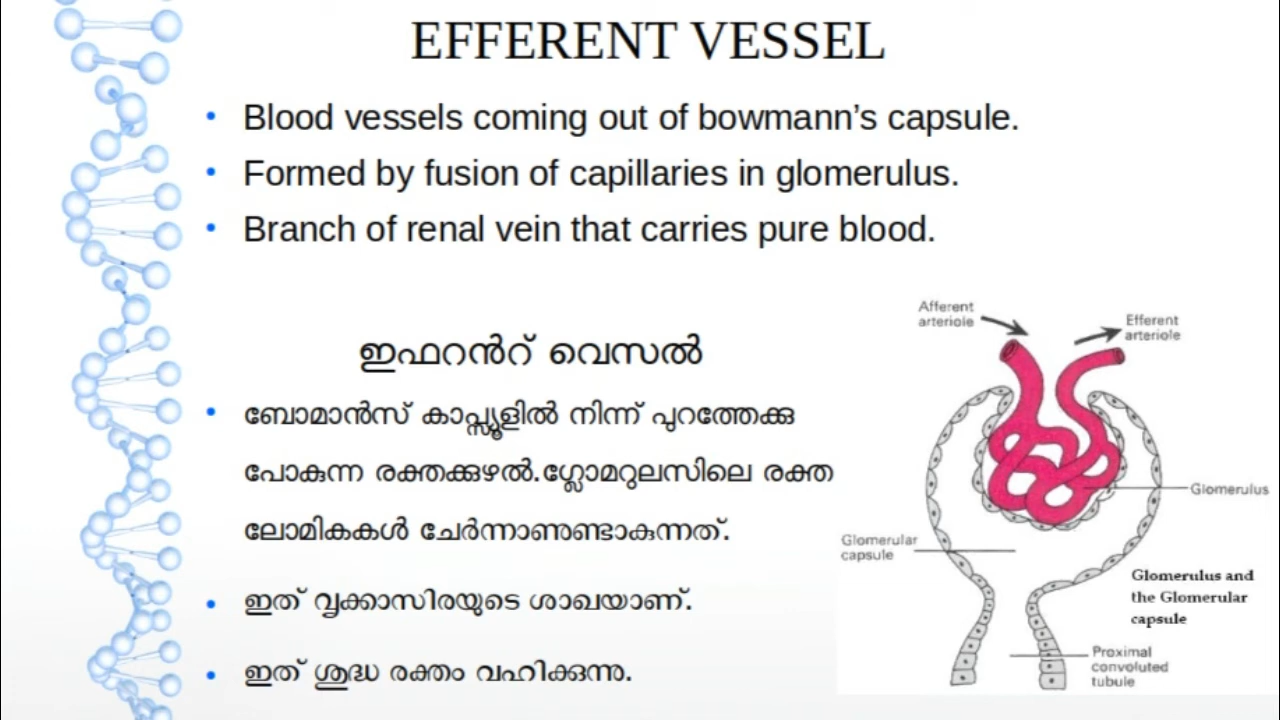 EFFERENT VESSEL
• Blood vessels coming out of bowmann’s capsule.
• Formed by fusion of capillaries in glomerulus.
• Branch of renal vein that carries pure blood.
ഇഫറൻറ് വെസൽ
• ബോമാൻസ് കാപ്സ്യൂളിൽ നിന്ന് പുറത്തേക്കു
പോകുന്ന രക്തക്കുഴൽ.ഗ്ലോമറുലസിലെ രക്ത
ലോമികകൾ ചേർന്നാണുണ്ടാകുന്നത്.
• ഇത് വൃക്കാസിരയുടെ ശാഖയാണ്.
• ഇത് ശുദ്ധ രക്തം വഹിക്കുന്നു.
Afferent
arteriole
Efferent
arteriole
Glomerulus
Glomerular
capsule
Glomerulus and
the Glomerular
capsule
Proximal
convoluted
tubule